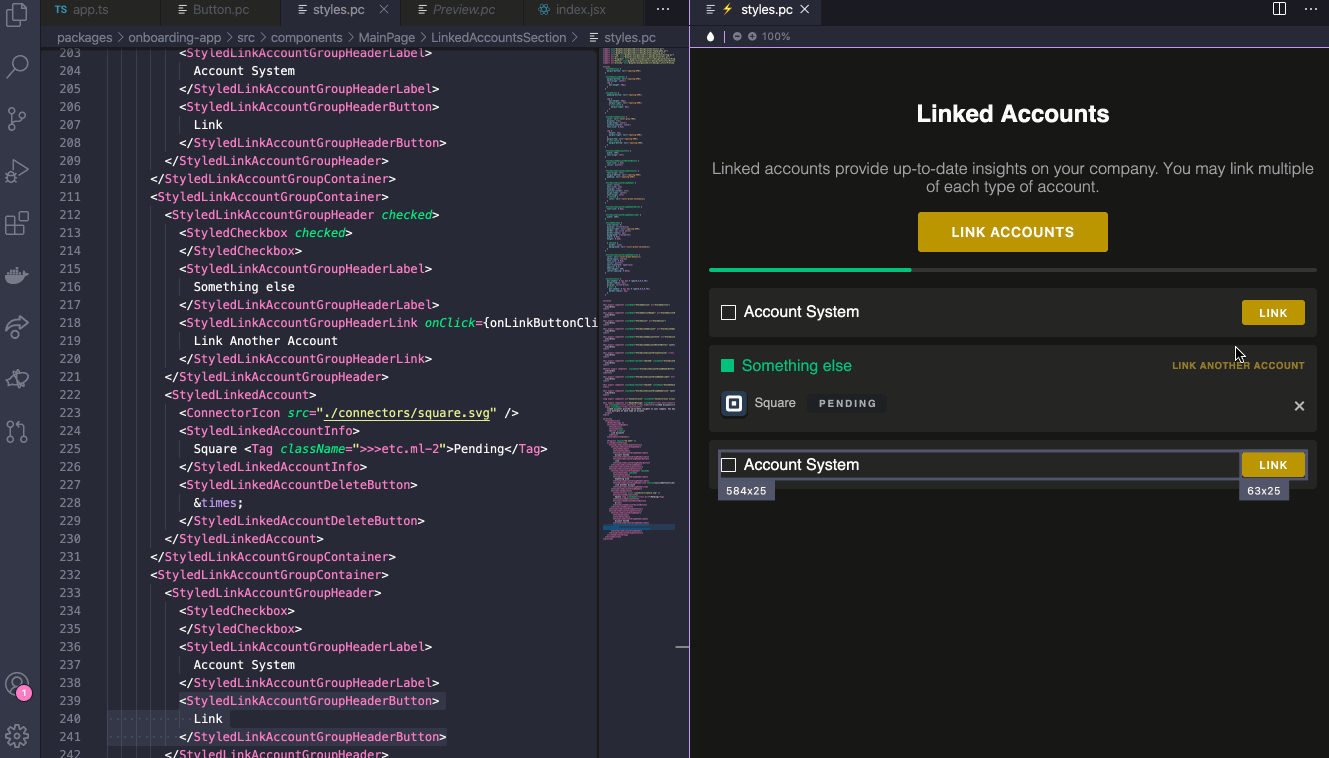 TS app.ts
Button.pc
styles.pc
Preview.pc
index.jsx
styles.pc
packages > onboarding-app > src > components > MainPage > LinkedAccountsSection > styles.pc
100%
203 <StyledLinkAccountGroupHeaderLabel>
204 Account System
205 </StyledLinkAccountGroupHeaderLabel>
206 <StyledLinkAccountGroupHeaderButton>
207 Link
208 </StyledLinkAccountGroupHeaderButton>
209 </StyledLinkAccountGroupHeader>
210 </StyledLinkAccountGroupContainer>
211 <StyledLinkAccountGroupContainer>
212 <StyledLinkAccountGroupHeader checked>
213 <StyledCheckbox checked>
214 </StyledCheckbox>
215 <StyledLinkAccountGroupHeaderLabel>
216 Something else
217 </StyledLinkAccountGroupHeaderLabel>
218 <StyledLinkAccountGroupHeaderLink onClick={onLinkButtonCli
219 Link Another Account
220 </StyledLinkAccountGroupHeaderLink>
221 </StyledLinkAccountGroupHeader>
222 <StyledLinkedAccount>
223 <ConnectorIcon src="./connectors/square.svg" />
224 <StyledLinkedAccountInfo>
225 Square <Tag className=">>>etc.ml-2">Pending</Tag>
226 </StyledLinkedAccountInfo>
227 <StyledLinkedAccountDeleteButton>
228 &times;
229 </StyledLinkedAccountDeleteButton>
230 </StyledLinkedAccount>
231 </StyledLinkAccountGroupContainer>
232 <StyledLinkAccountGroupContainer>
233 <StyledLinkAccountGroupHeader>
234 <StyledCheckbox>
235 </StyledCheckbox>
236 <StyledLinkAccountGroupHeaderLabel>
237 Account System
238 </StyledLinkAccountGroupHeaderLabel>
239 <StyledLinkAccountGroupHeaderButton>
240 Link
241 </StyledLinkAccountGroupHeaderButton>
242 </StyledLinkAccountGroupHeader>
1
Linked Accounts
Linked accounts provide up-to-date insights on your company. You may link multiple
of each type of account.
LINK ACCOUNTS
Account System LINK
Something else LINK ANOTHER ACCOUNT
Square PENDING ×
Account System LINK
584x25 63x25